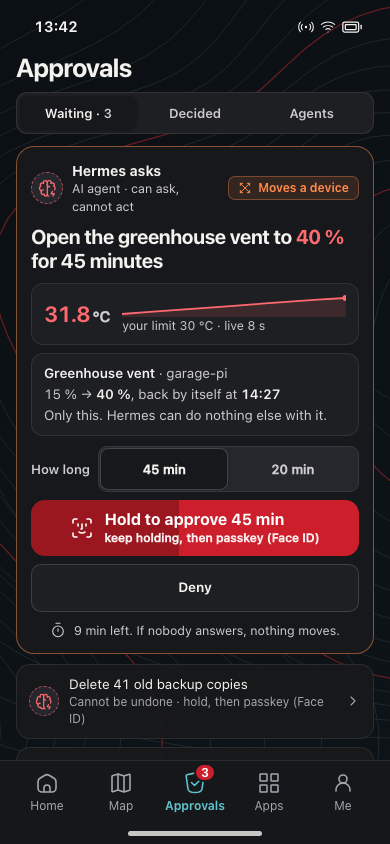 13:42
Approvals
Waiting · 3
Decided
Agents
Hermes asks
AI agent · can ask,
cannot act
Moves a device
Open the greenhouse vent to 40 %
for 45 minutes
31.8 °C
your limit 30 °C · live 8 s
Greenhouse vent · garage-pi
15 % → 40 %, back by itself at 14:27
Only this. Hermes can do nothing else with it.
How long
45 min
20 min
Hold to approve 45 min
keep holding, then passkey (Face ID)
Deny
9 min left. If nobody answers, nothing moves.
Delete 41 old backup copies
Cannot be undone · hold, then passkey (Face
ID)
3
Home
Map
Approvals
Apps
Me